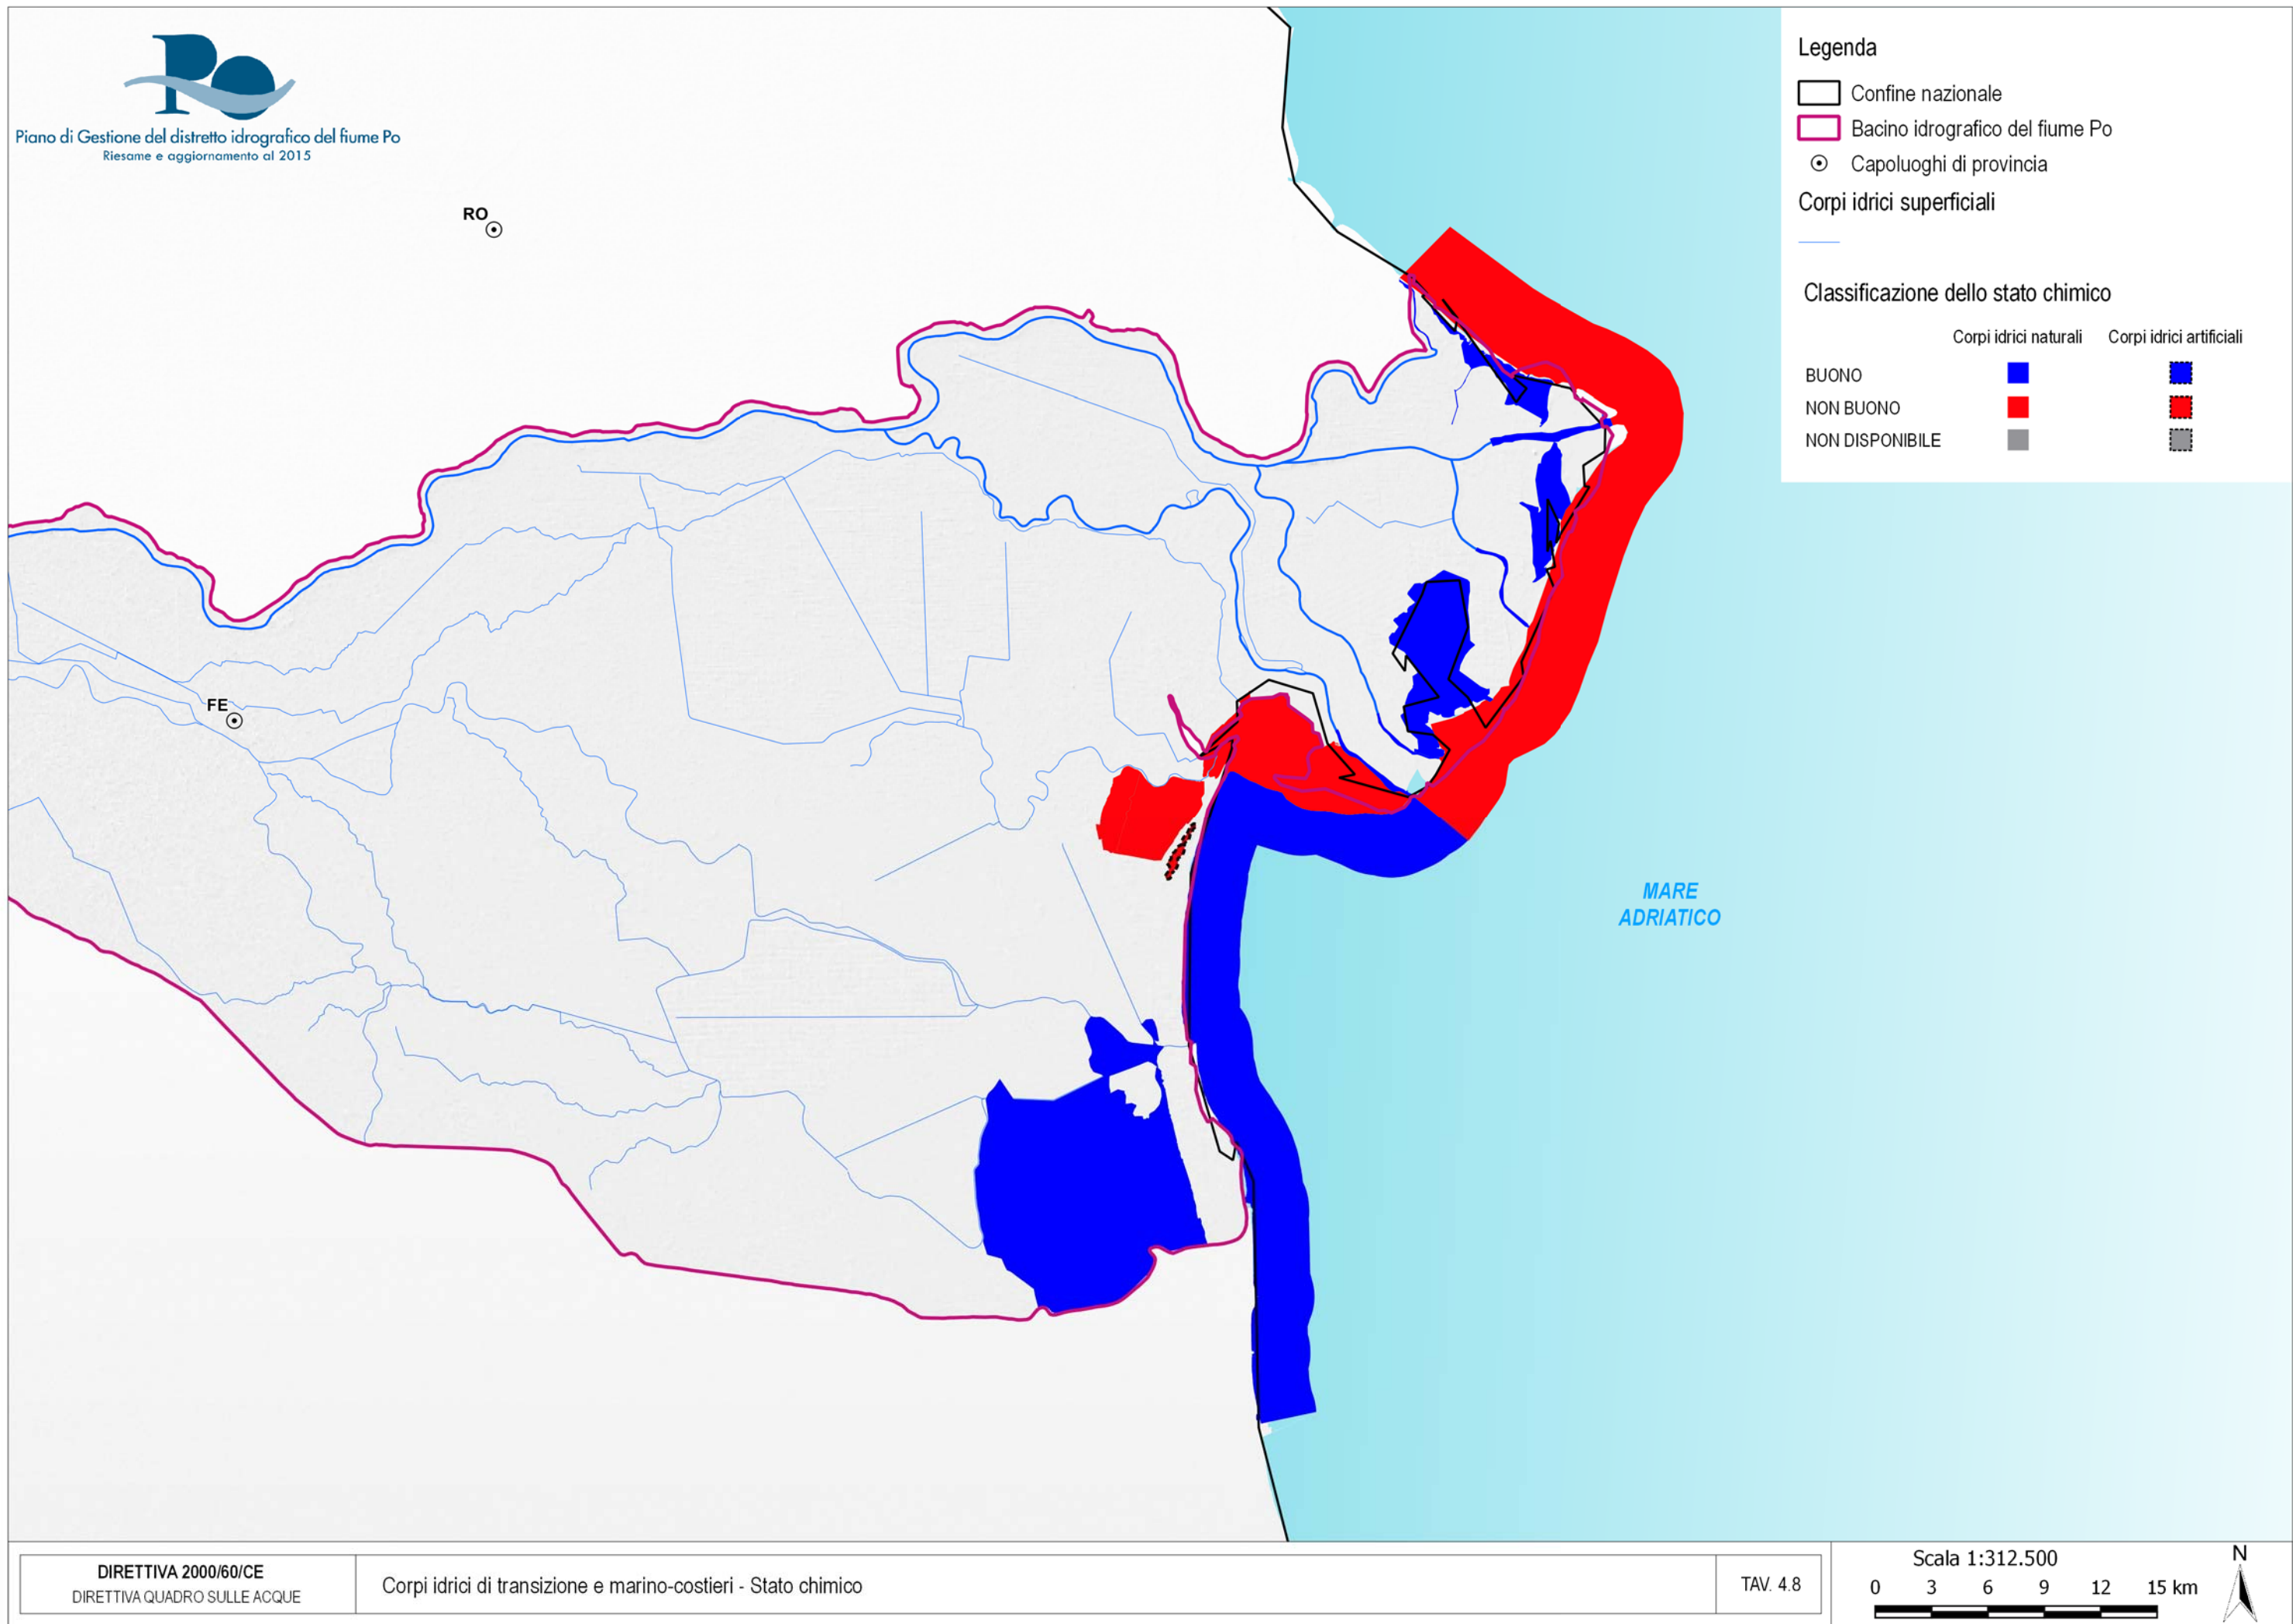 Po
Piano di Gestione del distretto idrografico del fiume Po
Riesame e aggiornamento al 2015
RO
FE
MARE
ADRIATICO
Legenda
Confine nazionale
Bacino idrografico del fiume Po
Capoluoghi di provincia
Corpi idrici superficiali
Classificazione dello stato chimico
Corpi idrici naturali Corpi idrici artificiali
BUONO
NON BUONO
NON DISPONIBILE
DIRETTIVA 2000/60/CE
DIRETTIVA QUADRO SULLE ACQUE
Corpi idrici di transizione e marino-costieri - Stato chimico
TAV. 4.8
Scala 1:312.500
0 3 6 9 12 15 km
N